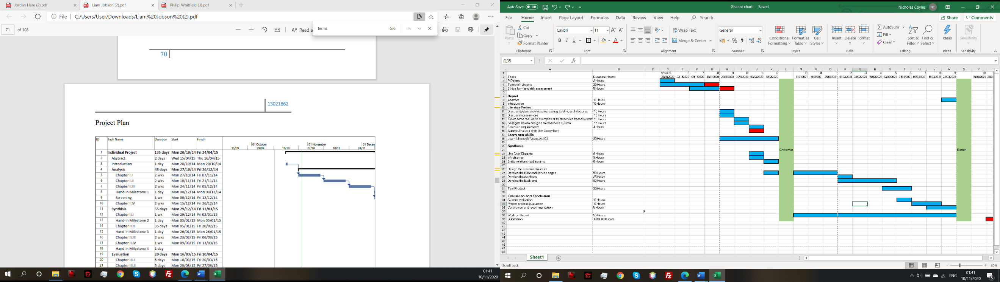 Jordan Hare (2).pdf
Liam Jobson (2).pdf
Philip_Whitfield (3).pdf
File C:/Users/User/Downloads/Liam%20Jobson%20(2).pdf
71 of 108
Read a
terms 6/6
70
13021862
Project Plan
ID Task Name Duration Start Finish
01 October 01 November 01 Decem
15/09 29/09 13/10 27/10 10/11 24/11
1 Individual Project 135 days Mon 20/10/14 Fri 24/04/15
2 Abstract 2 days Wed 15/04/15 Thu 16/04/15
3 Introduction 1 day Mon 20/10/14 Mon 20/10/14
4 Analysis 45 days Mon 27/10/14 Fri 26/12/14
5 Chapter I.I 2 wks Mon 27/10/14 Fri 07/11/14
6 Chapter I.II 2 wks Mon 10/11/14 Fri 21/11/14
7 Chapter I.III 2 wks Mon 24/11/14 Fri 05/12/14
8 Hand-In Milestone 1 1 day Mon 08/12/14 Mon 08/12/14
9 Screening 1 wk Mon 08/12/14 Fri 12/12/14
10 Chapter I.IV 2 wks Mon 15/12/14 Fri 26/12/14
11 Synthisis 55 days Mon 29/12/14 Fri 13/03/15
12 Chapter II.I 1 wk Mon 29/12/14 Fri 02/01/15
13 Hand-In Milestone 2 1 day Mon 05/01/15 Mon 05/01/15
14 Chapter II.II 35 days Mon 05/01/15 Fri 20/02/15
15 Hand-In Milestone 3 1 day Mon 26/01/15 Mon 26/01/15
16 Chapter II.III 2 wks Mon 23/02/15 Fri 06/03/15
17 Chapter II.IV 1 wk Mon 09/03/15 Fri 13/03/15
18 Hand-in Milestone 4 1 day
19 Evaluation 20 days Mon 16/03/15 Fri 10/04/15
20 Chapter III.I 5 days Mon 16/03/15 Fri 20/03/15
21 Chapter III.II 5 days Mon 23/03/15 Fri 27/03/15
01:41
10/11/2020
AutoSave Off Ghannt chart - Saved Nicholas Coyles NC
File Home Insert Page Layout Formulas Data Review View Help Search Share Comments
Paste Cut Copy Format Painter
Calibri 11
B I U
Wrap Text
Merge & Center
General
Conditional Formatting Format as Table Cell Styles
Insert Delete Format
AutoSum Fill Clear
Sort & Filter Find & Select
Ideas Sensitivity
Clipboard Font Alignment Number Styles Cells Editing Ideas Sensitivity
Q35 fx
A B C D E F G H I J K L M N O P Q R S T U V W X Y
1 Week 5 6 7 8 9 10 11 12 13 14 1 2 3 4 5 6 7 8 9 10
2 Tasks Duration (Hours) 26/10/2020 02/11/2020 09/11/2020 16/11/2020 23/11/2020 30/11/2020 07/12/2020 14/12/2020 11/01/2021 18/01/2021 25/01/2021 01/02/2021 08/02/2021 15/02/2021 22/02/2021 01/03/2021 08/03/2021 15/03/2021 22/03/2021 19/04/2021 26/0
3 PID form 2 Hours
4 Terms of referene 20 Hours
5 Ethics form and risk assessment 5 Hours
6
7 Report
8 Abstract 10 Hours
9 Introduction 10 Hours
10 Literature Review
11 Discuss system architectures, coving existing architectures 7.5 Hours
12 Discuss microservices 7.5 Hours
13 Cover some real-world examples of microservice based system 7.5 Hours
14 Ivestigate how to design a microservice system 7.5 Hours
15 Establish requirements 4 Hours
16 Submit Analysis draft (4th December)
17 Learn new skills
18 Learn Microsoft Azure and C# 30 Hours
19
20 Synthesis
21 Christmas Easter
22 Use Case Diagram 8 Hours
23 Wireframes 8 Hours
24 Entity relationshipdiagrams 8 Hours
25
26 Design the systems structure
27 Develop the front end service pages 50 Hours
28 Develop the database 25 Hours
29 Develop the back-end 80 Hours
30
31 Test Product 30 Hours
32
33 Evaluation and conclusion
34 System evaluation 10 Hours
35 Project process evaluation 10 Hours
36 Conclusion and recommendation 5 Hours
37 0
38 Work on Report 55 Hours
39 Submittion Total 400 Hours
40
41
42
43
44
45
46
47
48
Sheet1
Scroll Lock 60%
ENG 01:41
10/11/2020 5